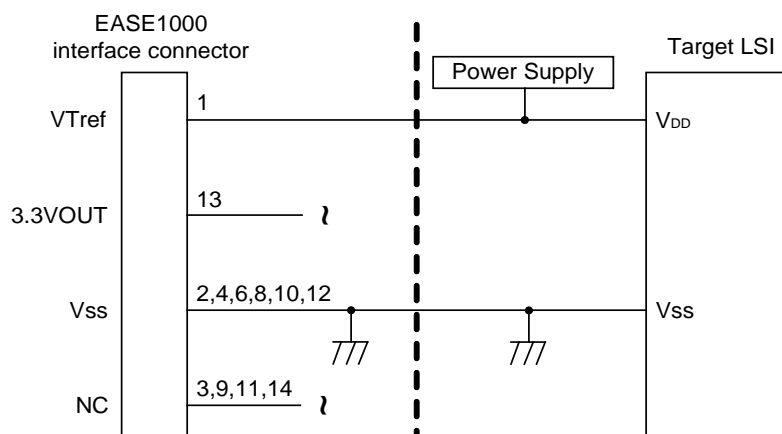 EASE1000
interface connector
Target LSI
Power Supply
VTref
1
VDD
3.3VOUT
13
Vss
2,4,6,8,10,12
Vss
NC
3,9,11,14